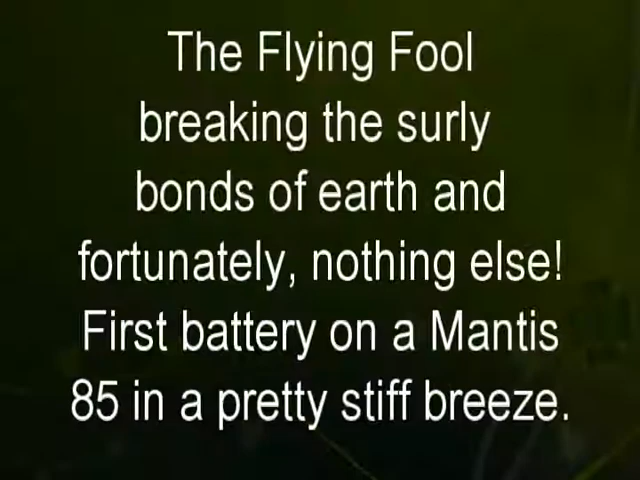 The Flying Fool
breaking the surly
bonds of earth and
fortunately, nothing else!
First battery on a Mantis
85 in a pretty stiff breeze.